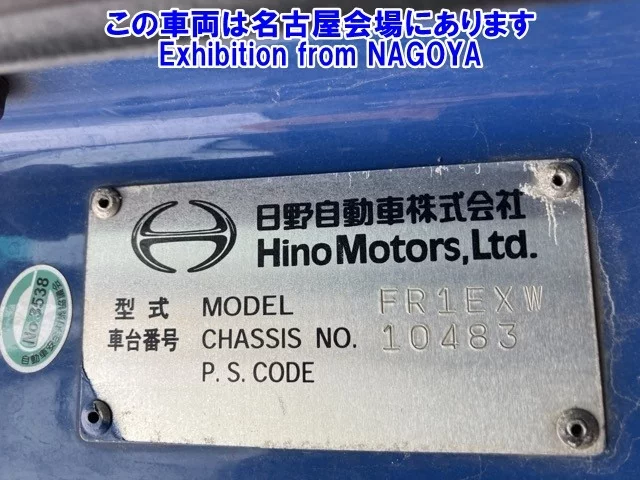 この車両は名古屋会場にあります
Exhibition from NAGOYA
日野自動車株式会社
Hino Motors, Ltd.
型式 MODEL FR1EXW
車台番号 CHASSIS NO. 10483
P. S. CODE
No.3538